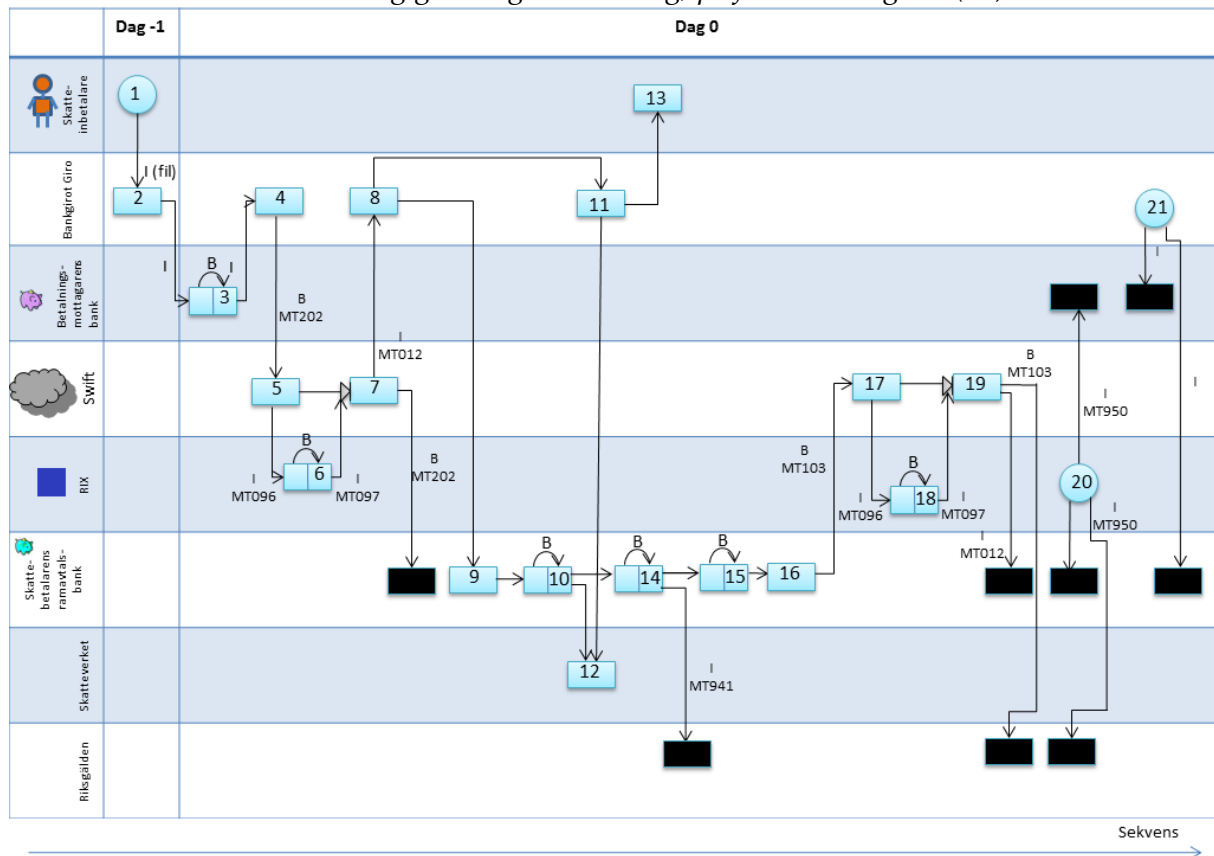 Dag -1
Dag 0
Skatte-
inbetalare
1
13
I (fil)
Bankgirot Giro
2
4
8
11
21
I
I
Betalnings-
mottagarens
bank
B
I
3
B
MT202
I
MT012
B
MT103
I
MT950
I
Swift
5
7
17
19
RIX
B
6
I
MT096
I
MT097
B
MT202
B
MT103
B
18
I
MT096
I
MT097
20
I
MT950
I
MT012
Skatte-
betalarens
ramavtals-
bank
9
B
10
B
14
B
15
16
Skatteverket
12
I
MT941
Riksgälden
Sekvens